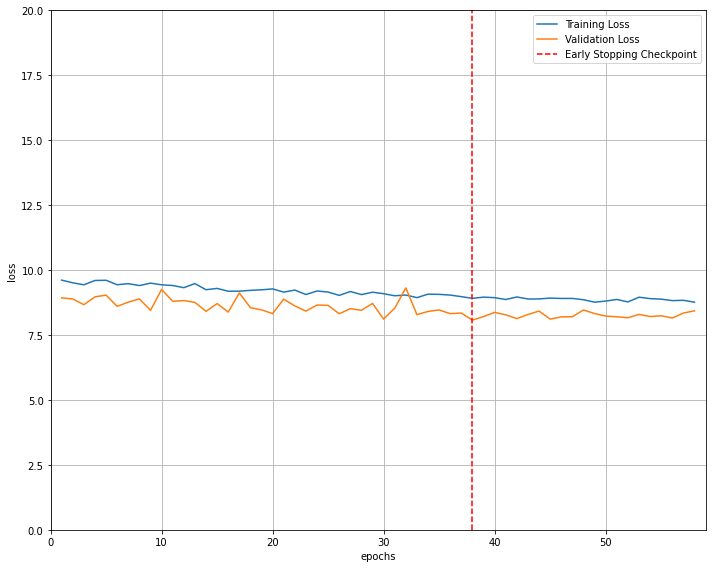 20.0
17.5
15.0
12.5
10.0
7.5
5.0
2.5
0.0
loss
0 10 20 30 40 50
epochs
Training Loss
Validation Loss
Early Stopping Checkpoint